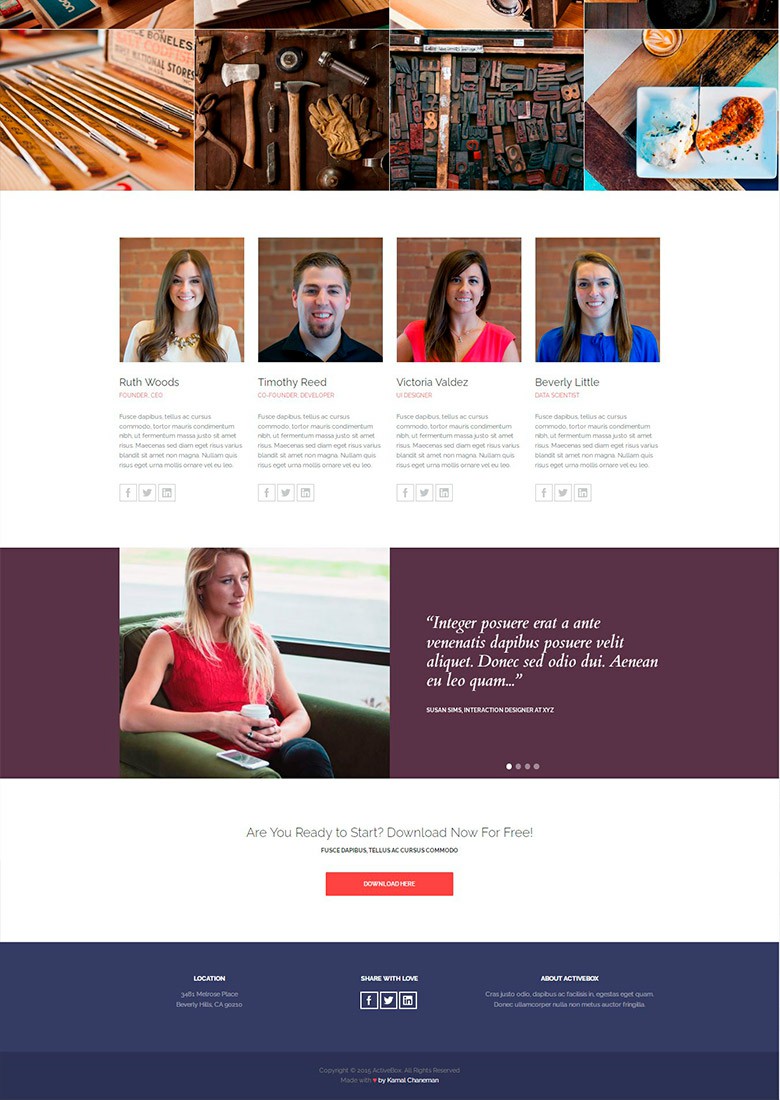 BONELESS
NATIONAL STORES
Ruth Woods
FOUNDER, CEO
Fusce dapibus, tellus ac cursus
commodo, tortor mauris condimentum
nibh, ut fermentum massa justo sit amet
risus. Maecenas sed diam eget risus varius
blandit sit amet non magna. Nullam quis
risus eget urna mollis ornare vel eu leo.
Timothy Reed
CO-FOUNDER, DEVELOPER
Fusce dapibus, tellus ac cursus
commodo, tortor mauris condimentum
nibh, ut fermentum massa justo sit amet
risus. Maecenas sed diam eget risus varius
blandit sit amet non magna. Nullam quis
risus eget urna mollis ornare vel eu leo.
Victoria Valdez
UI DESIGNER
Fusce dapibus, tellus ac cursus
commodo, tortor mauris condimentum
nibh, ut fermentum massa justo sit amet
risus. Maecenas sed diam eget risus varius
blandit sit amet non magna. Nullam quis
risus eget urna mollis ornare vel eu leo.
Beverly Little
DATA SCIENTIST
Fusce dapibus, tellus ac cursus
commodo, tortor mauris condimentum
nibh, ut fermentum massa justo sit amet
risus. Maecenas sed diam eget risus varius
blandit sit amet non magna. Nullam quis
risus eget urna mollis ornare vel eu leo.
“Integer posuere erat a ante
venenatis dapibus posuere velit
aliquet. Donec sed odio dui. Aenean
eu leo quam...”
SUSAN SIMS, INTERACTION DESIGNER AT XYZ
Are You Ready to Start? Download Now For Free!
FUSCE DAPIBUS, TELLUS AC CURSUS COMMODO
DOWNLOAD HERE
LOCATION
3481 Melrose Place
Beverly Hills, CA 90210
SHARE WITH LOVE
ABOUT ACTIVEBOX
Cras justo odio, dapibus ac facilisis in, egestas eget quam.
Donec ullamcorper nulla non metus auctor fringilla.
Copyright © 2015 ActiveBox. All Rights Reserved
Made with ♥ by Kamal Chaneman